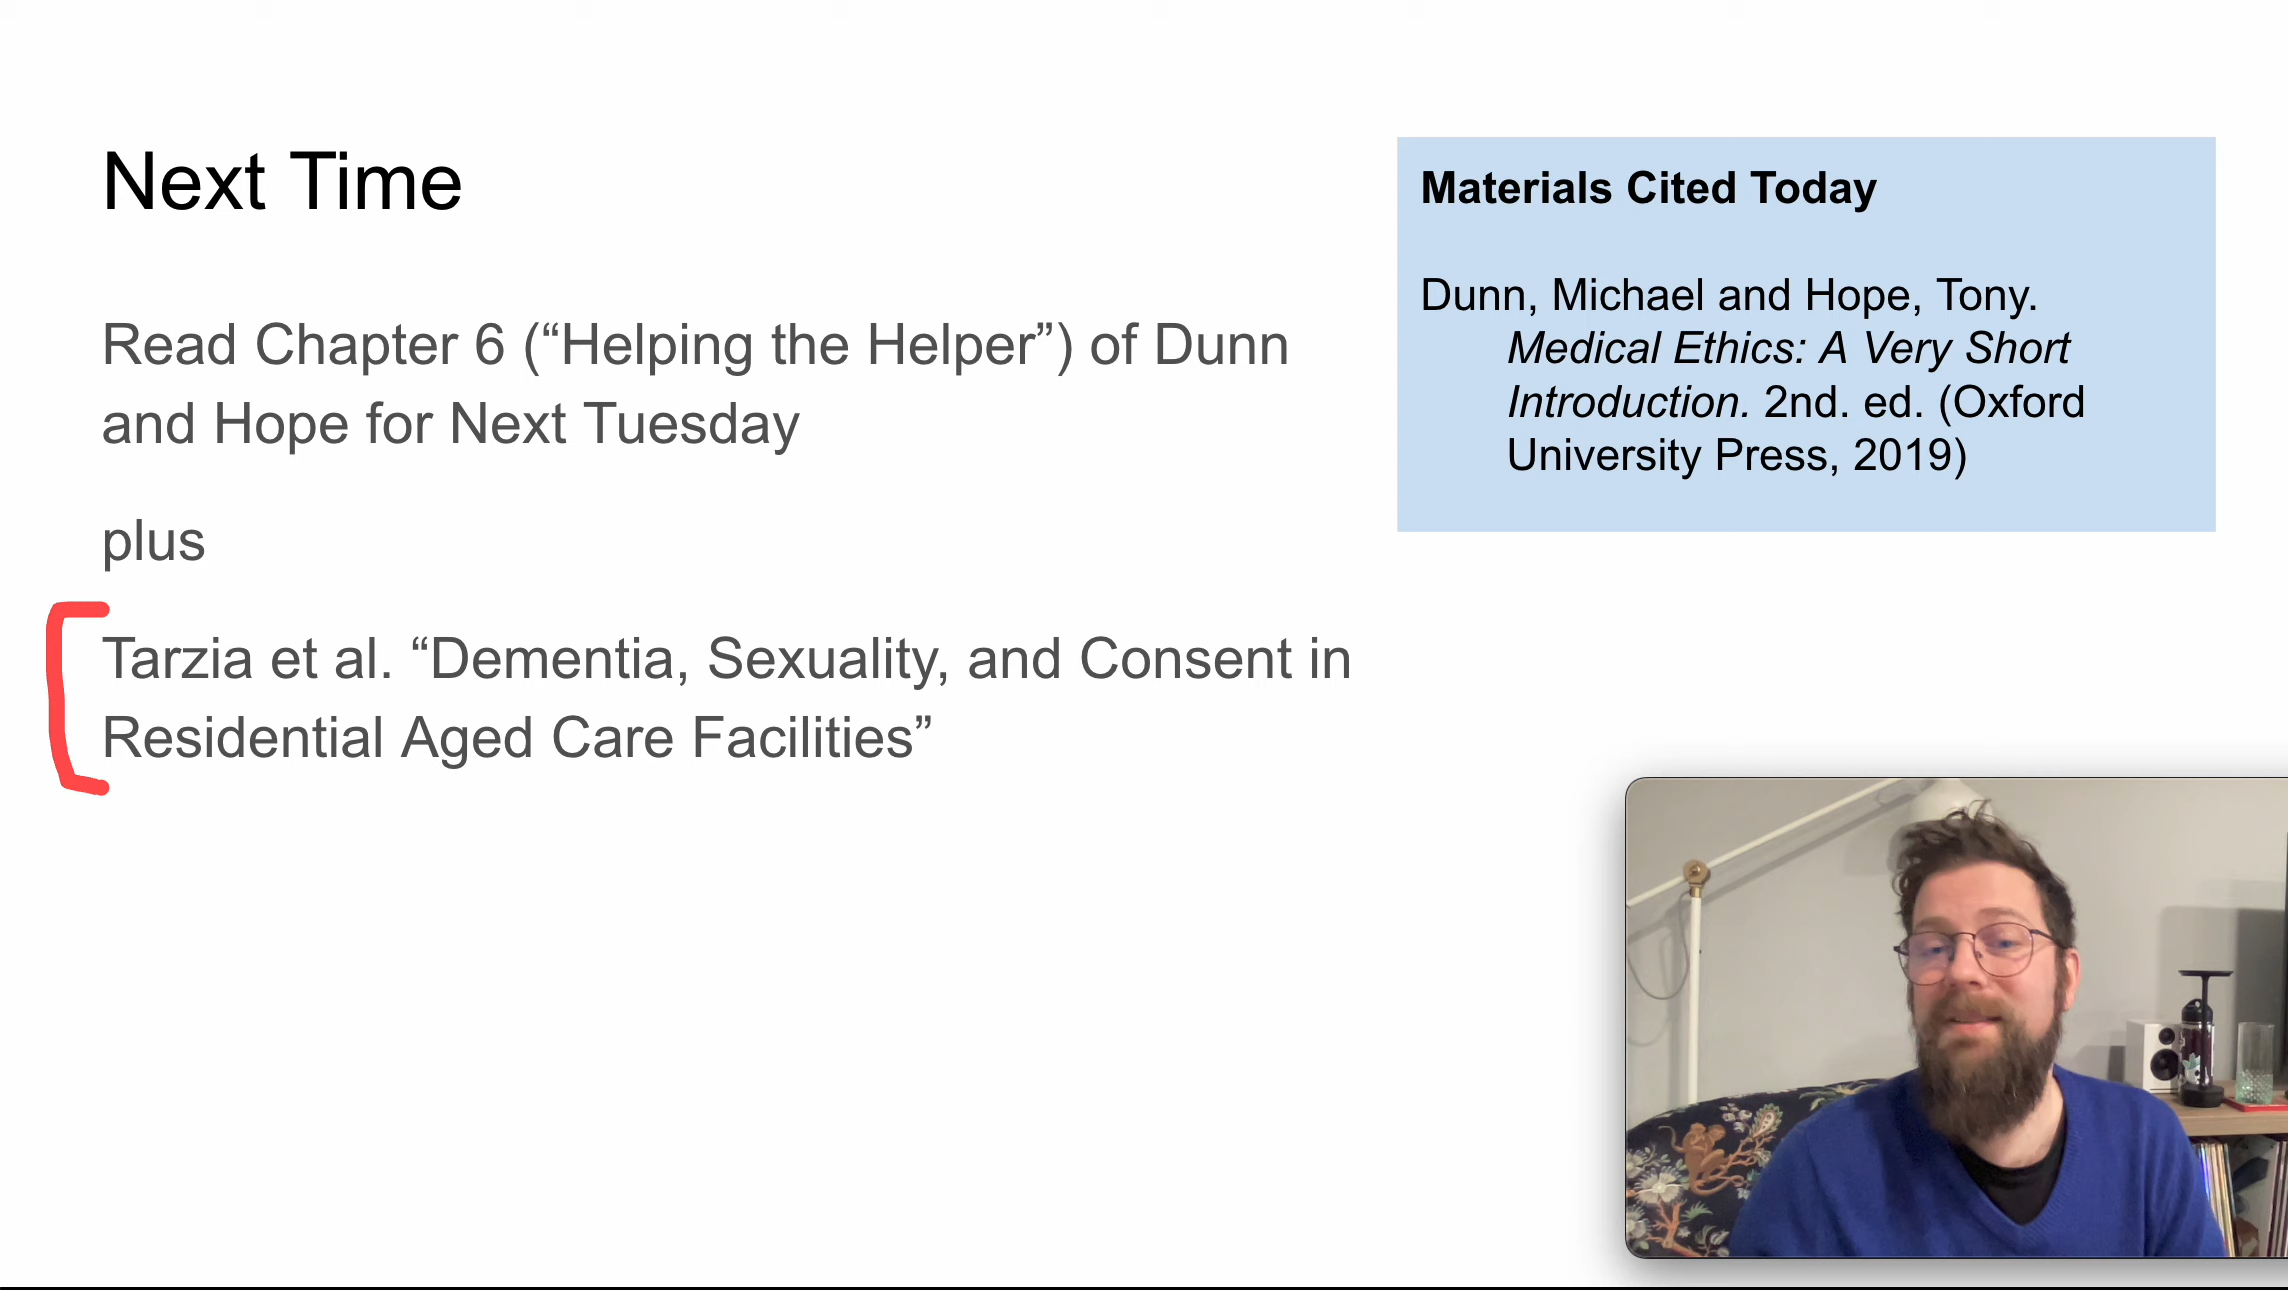 Next Time
Read Chapter 6 (“Helping the Helper”) of Dunn
and Hope for Next Tuesday
plus
Tarzia et al. “Dementia, Sexuality, and Consent in
Residential Aged Care Facilities”
Materials Cited Today
Dunn, Michael and Hope, Tony.
Medical Ethics: A Very Short
Introduction. 2nd. ed. (Oxford
University Press, 2019)